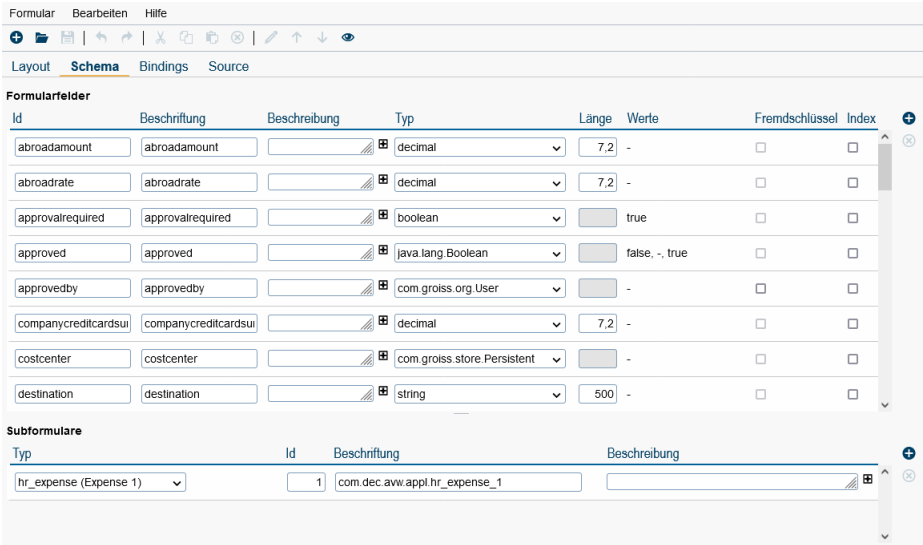 Formular Bearbeiten Hilfe
Layout Schema Bindings Source
Formularfelder
Id Beschriftung Beschreibung Typ Länge Werte Fremdschlüssel Index
abroadamount abroadamount decimal 7,2 -
abroadrate abroadrate decimal 7,2 -
approvalrequired approvalrequired boolean true
approved approved java.lang.Boolean false, -, true
approvedby approvedby com.groiss.org.User -
companycreditcardsui companycreditcardsui decimal 7,2 -
costcenter costcenter com.groiss.store.Persistent -
destination destination string 500 -
Subformulare
Typ Id Beschriftung Beschreibung
hr_expense (Expense 1) 1 com.dec.avw.appl.hr_expense_1